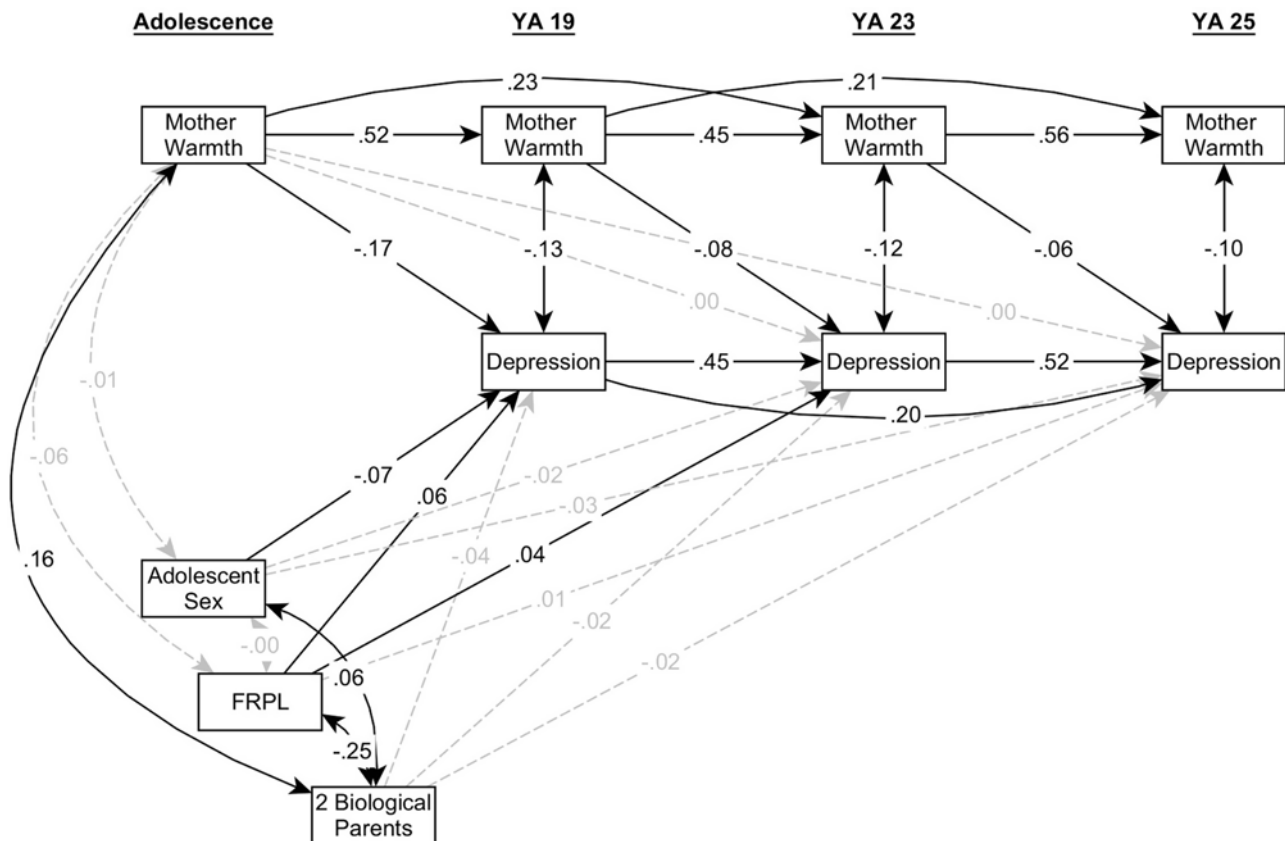 Adolescence YA 19 YA 23 YA 25
.23 .21
Mother Warmth .52 Mother Warmth .45 Mother Warmth .56 Mother Warmth
-.17 -.13 -.08 -.12 -.06 -.10
.00 .00
Depression .45 Depression .52 Depression
-.01
.20
-.06 -.07 .06 -.02 -.03
.16 -.04 .04
Adolescent Sex
.01
-.02
-.00
.06 -.02
FRPL
-.25
2 Biological Parents